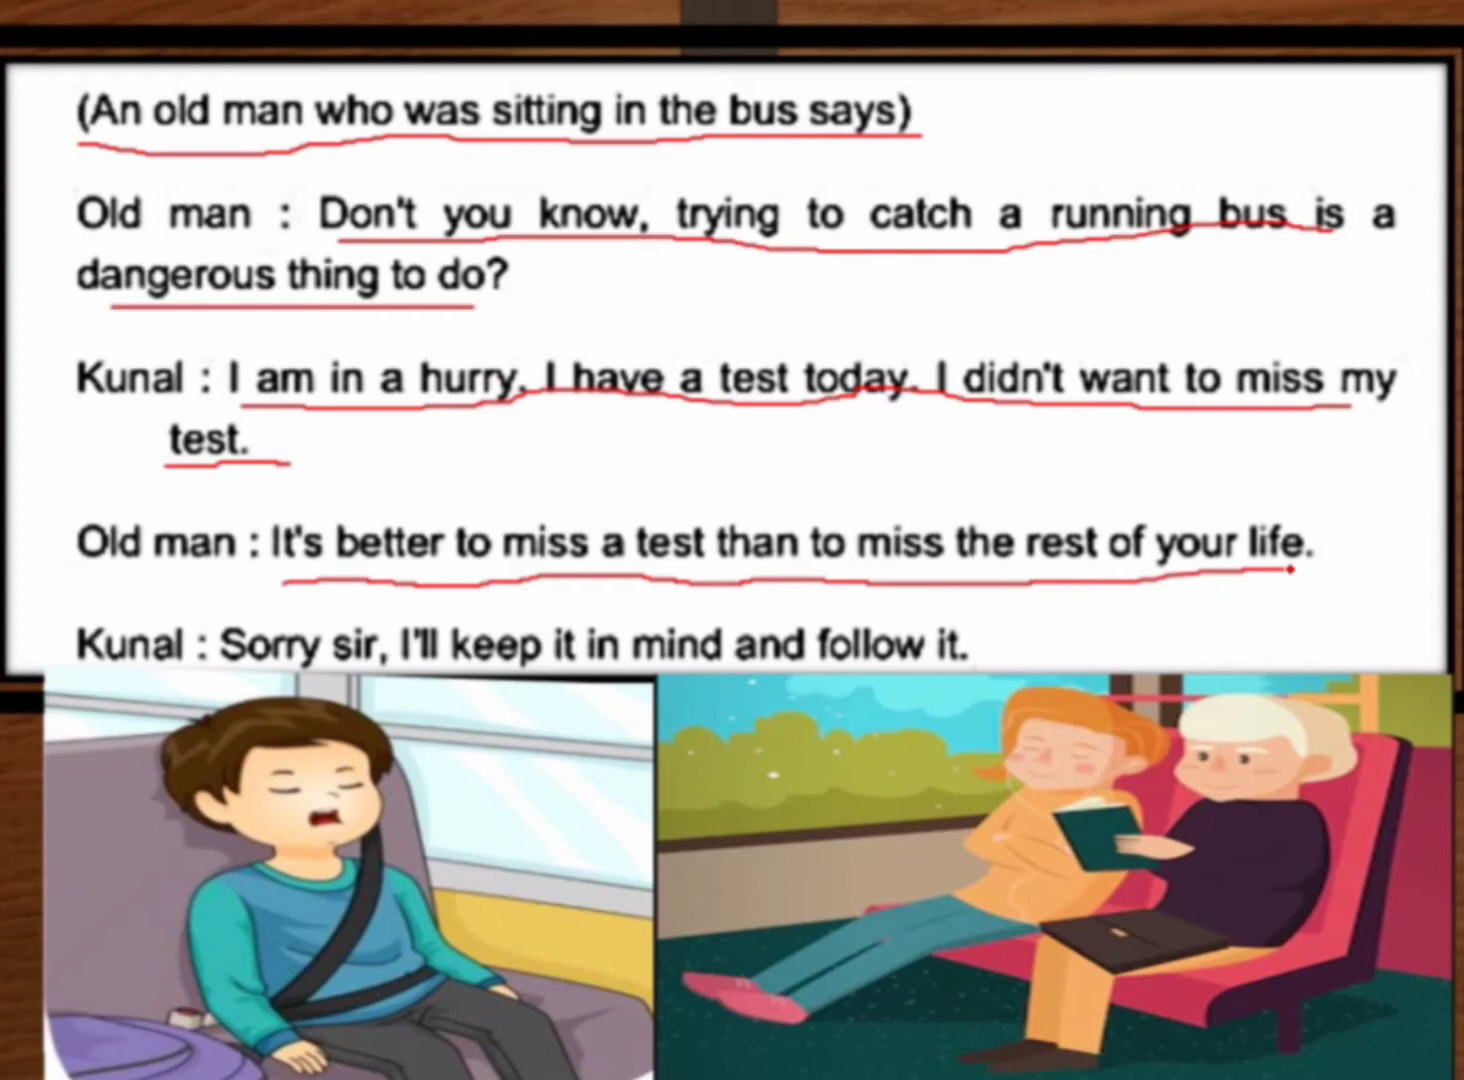 (An old man who was sitting in the bus says)
Old man : Don't you know, trying to catch a running bus is a
dangerous thing to do?
Kunal : I am in a hurry. I have a test today. I didn't want to miss my
test.
Old man : It's better to miss a test than to miss the rest of your life.
Kunal : Sorry sir, I'll keep it in mind and follow it.